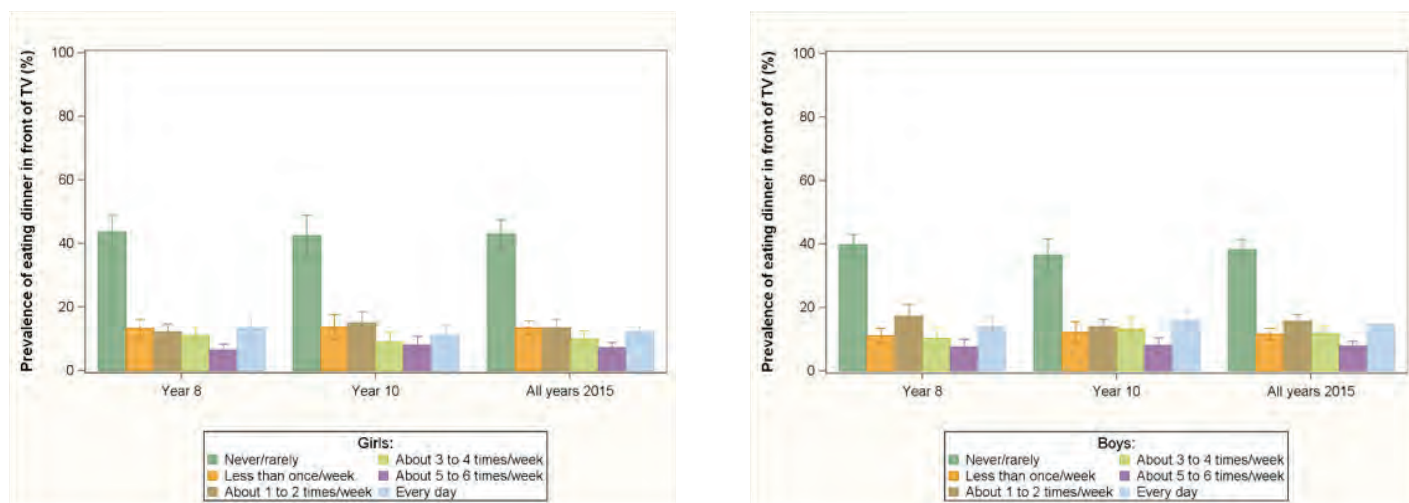 Prevalence of eating dinner in front of TV (%)
100
80
60
40
20
0
Year 8 Year 10 All years 2015
Girls:
Never/rarely About 3 to 4 times/week
Less than once/week About 5 to 6 times/week
About 1 to 2 times/week Every day
Prevalence of eating dinner in front of TV (%)
100
80
60
40
20
0
Year 8 Year 10 All years 2015
Boys:
Never/rarely About 3 to 4 times/week
Less than once/week About 5 to 6 times/week
About 1 to 2 times/week Every day